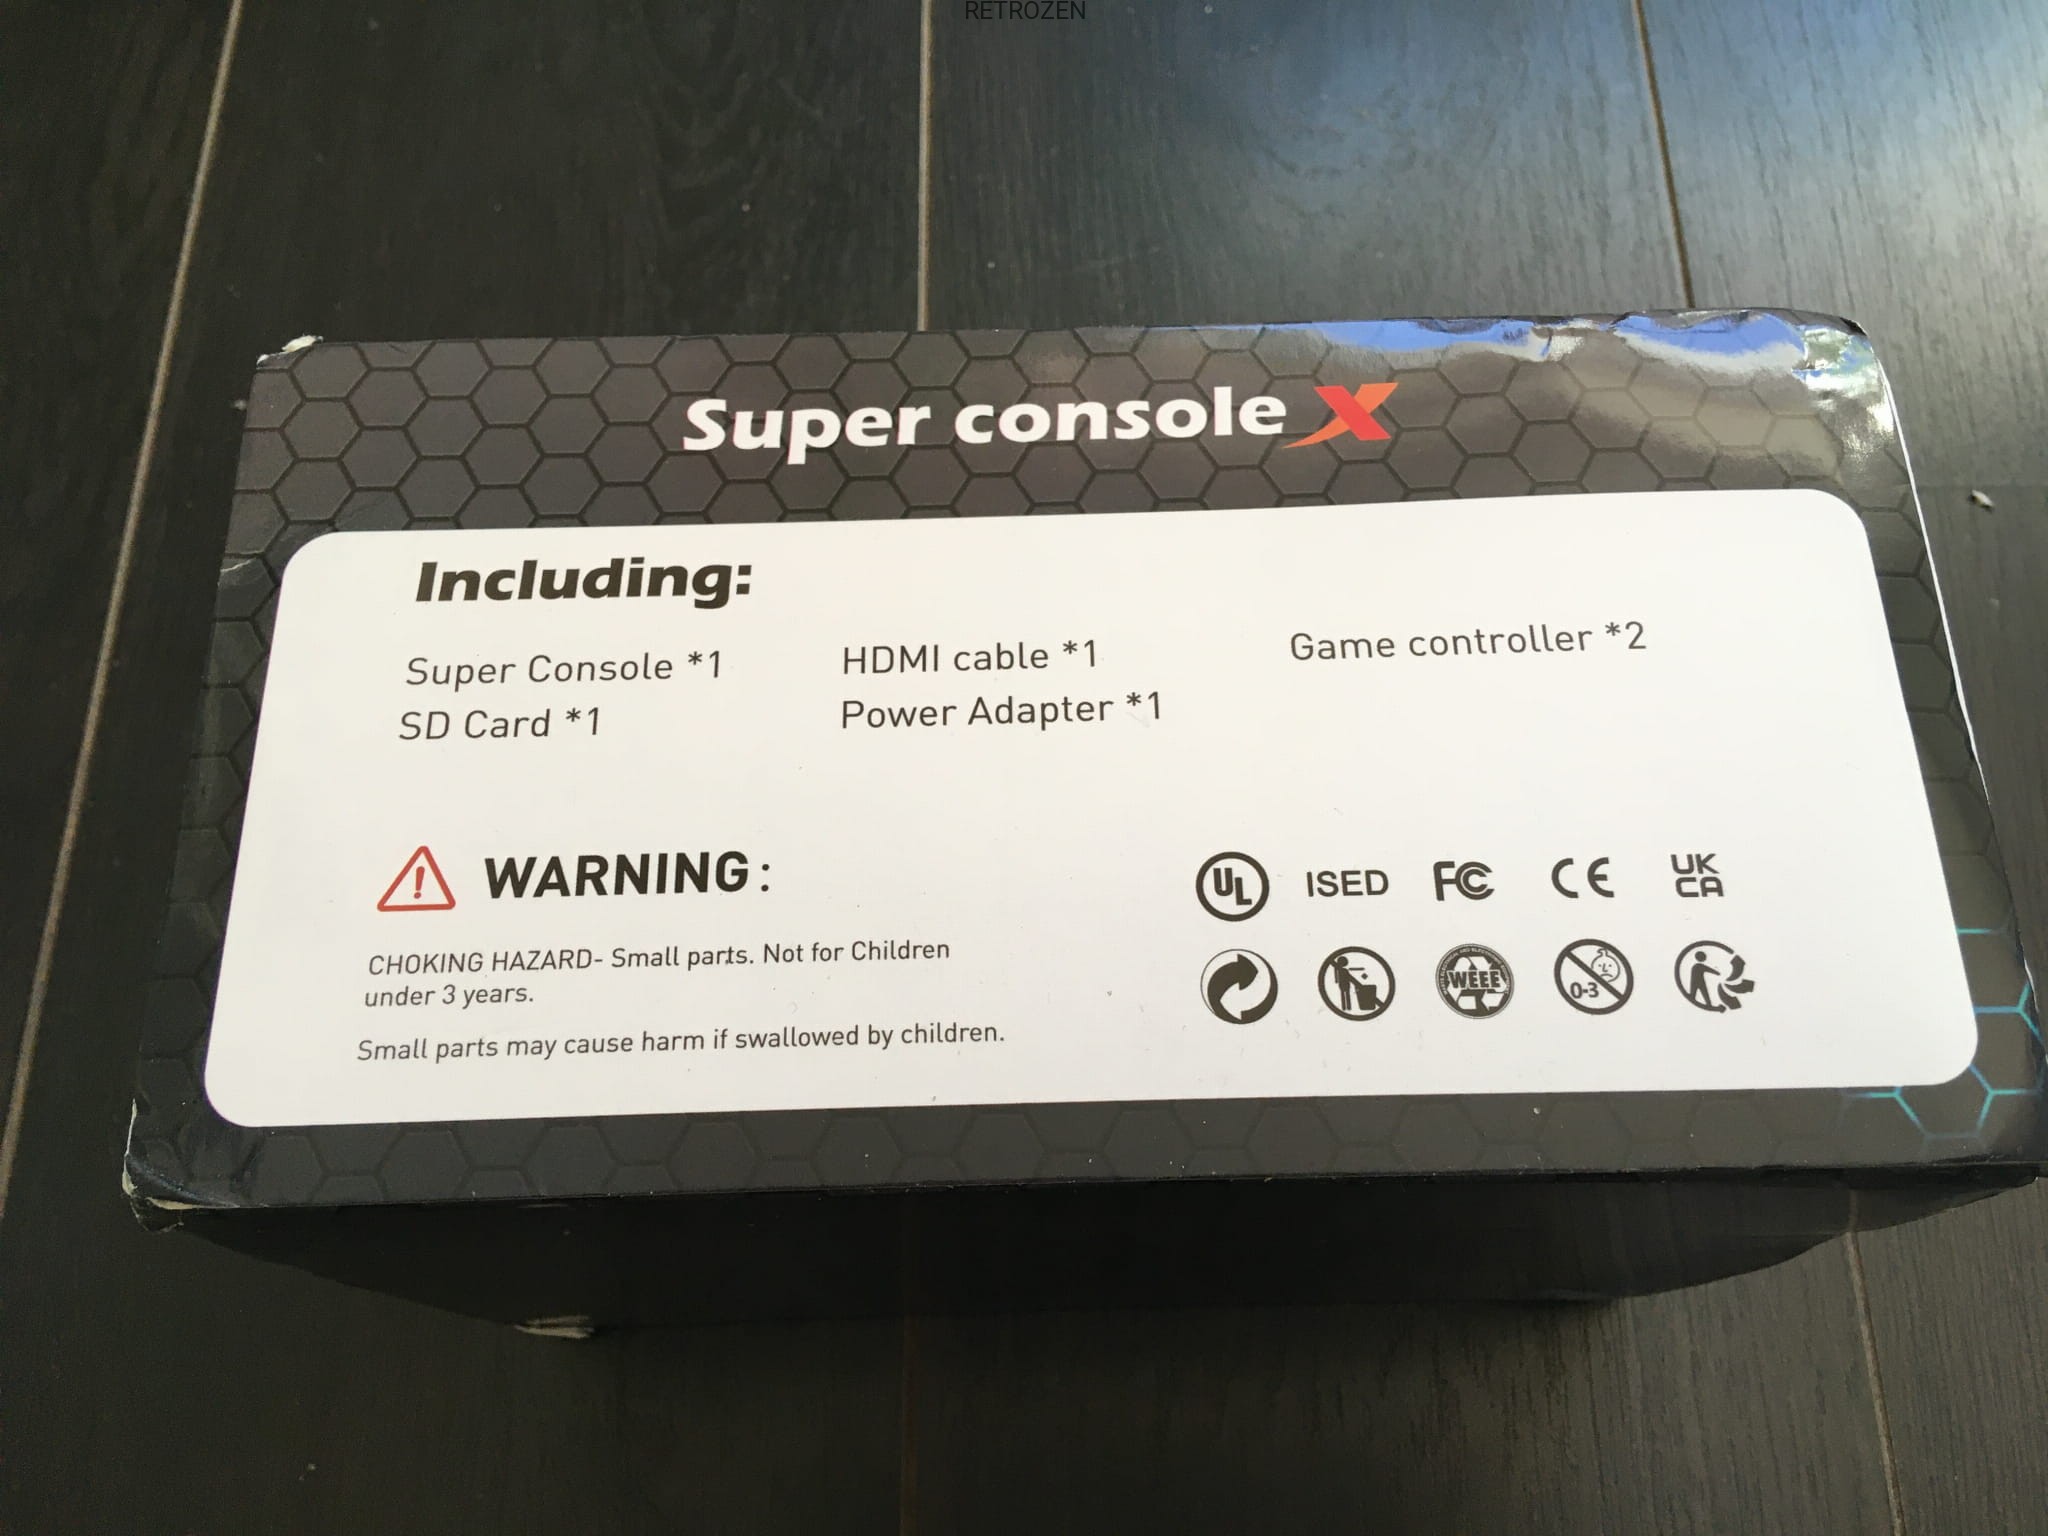 RETROZEN
Super console X
Including:
Super Console *1
HDMI cable *1
Game controller *2
SD Card *1
Power Adapter *1
WARNING:
CHOKING HAZARD- Small parts. Not for Children
under 3 years.
Small parts may cause harm if swallowed by children.
UL ISED FC CE UK
CA
WEEE 0-3